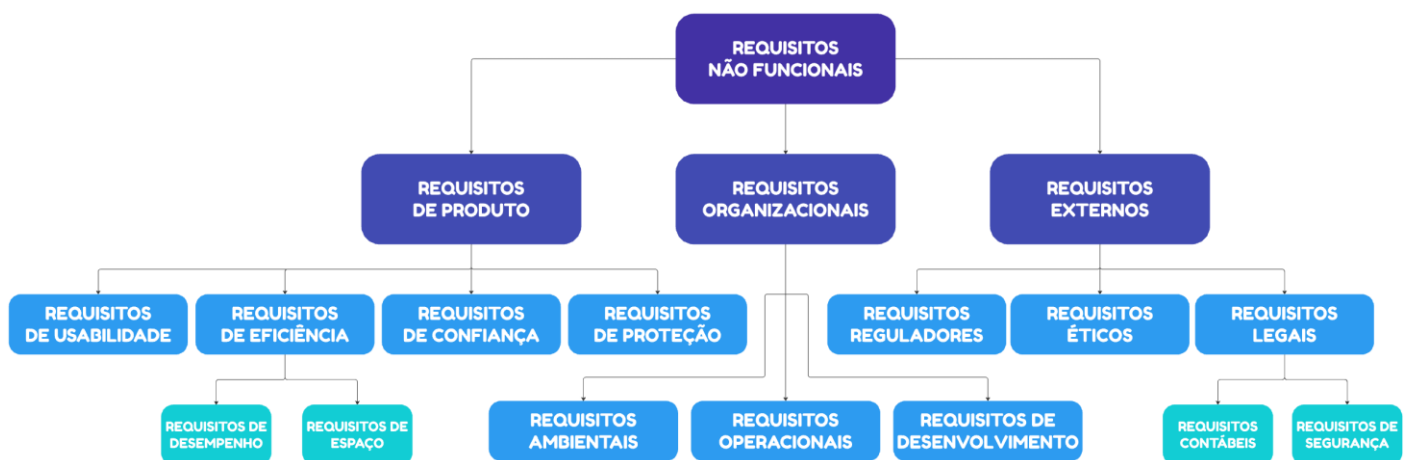 REQUISITOS
NÃO FUNCIONAIS
REQUISITOS
DE PRODUTO
REQUISITOS
ORGANIZACIONAIS
REQUISITOS
EXTERNOS
REQUISITOS
DE USABILIDADE
REQUISITOS
DE EFICIÊNCIA
REQUISITOS
DE CONFIANÇA
REQUISITOS
DE PROTEÇÃO
REQUISITOS
REGULADORES
REQUISITOS
ÉTICOS
REQUISITOS
LEGAIS
REQUISITOS DE
DESEMPENHO
REQUISITOS DE
ESPAÇO
REQUISITOS
AMBIENTAIS
REQUISITOS
OPERACIONAIS
REQUISITOS DE
DESENVOLVIMENTO
REQUISITOS
CONTÁBEIS
REQUISITOS DE
SEGURANÇA